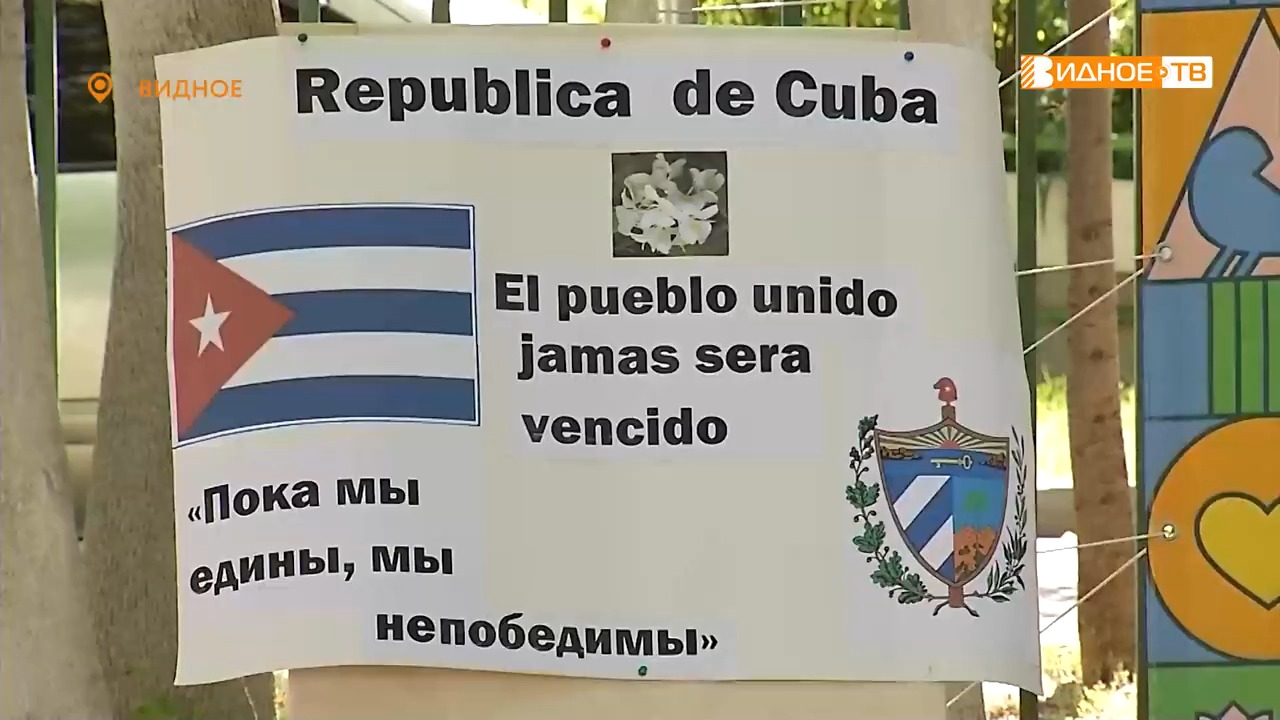 ВИДНОЕ
ВИДНОЕ ТВ
Republica de Cuba
El pueblo unido
jamas sera
vencido
«Пока мы
едины, мы
непобедимы»